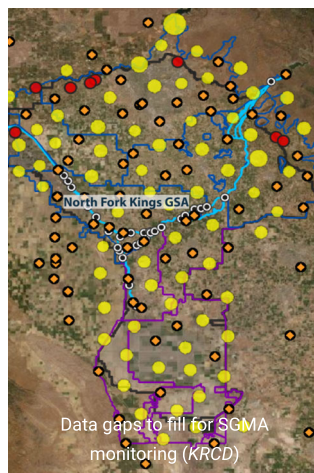 North Fork Kings GSA
Data gaps to fill for SGMA
monitoring (KRCD)